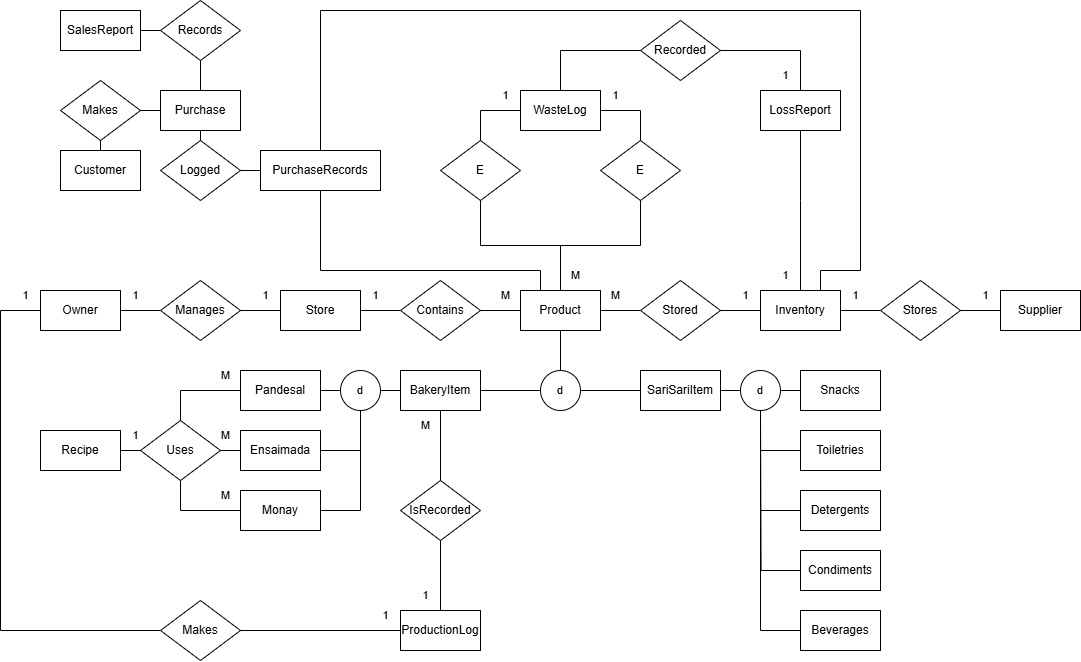 SalesReport
Records
Recorded
1
Makes
Purchase
1
WasteLog
1
LossReport
Customer
Logged
PurchaseRecords
E
E
M
1
1
Owner
1
Manages
1
Store
1
Contains
M
Product
M
Stored
1
Inventory
1
Stores
1
Supplier
M
Pandesal
d
BakeryItem
d
SariSariItem
d
Snacks
M
Recipe
1
Uses
M
Ensaimada
Toiletries
M
Monay
IsRecorded
Detergents
Condiments
1
1
Makes
ProductionLog
Beverages